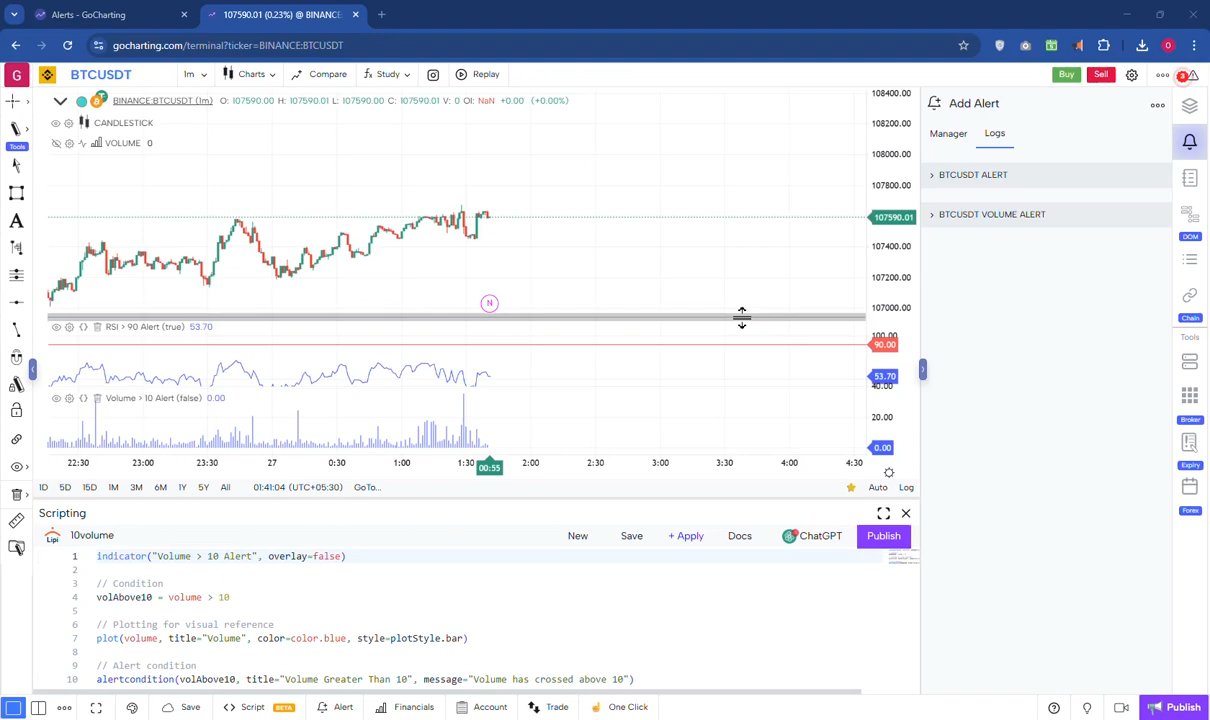 Alerts - GoCharting
107590.01 (0.23%) @ BINANCE:
gocharting.com/terminal?ticker=BINANCE:BTCUSDT
G BTCUSDT 1m Charts Compare fx Study Replay Buy Sell 3
BINANCE:BTCUSDT (1m) O: 107590.00 H: 107590.01 L: 107590.00 C: 107590.01 V: 0 OI: NaN +0.00 (+0.00%)
CANDLESTICK
VOLUME 0
108400.00
108200.00
108000.00
107800.00
107590.01
107400.00
107200.00
107000.00
N
RSI > 90 Alert (true) 53.70
100.00
90.00
53.70
40.00
Volume > 10 Alert (false) 0.00
20.00
0.00
22:30 23:00 23:30 27 0:30 1:00 1:30 00:55 2:00 2:30 3:00 3:30 4:00 4:30
1D 5D 15D 1M 3M 6M 1Y 5Y All 01:41:04 (UTC+05:30) GoTo... Auto Log
Add Alert
Manager Logs
BTCUSDT ALERT
BTCUSDT VOLUME ALERT
Tools
DOM
Chain
Tools
Broker
Expiry
Forex
Scripting
Lipi 10volume New Save + Apply Docs ChatGPT Publish
1 indicator("Volume > 10 Alert", overlay=false)
2
3 // Condition
4 volAbove10 = volume > 10
5
6 // Plotting for visual reference
7 plot(volume, title="Volume", color=color.blue, style=plotStyle.bar)
8
9 // Alert condition
10 alertcondition(volAbove10, title="Volume Greater Than 10", message="Volume has crossed above 10")
Save Script BETA Alert Financials Account Trade One Click Publish